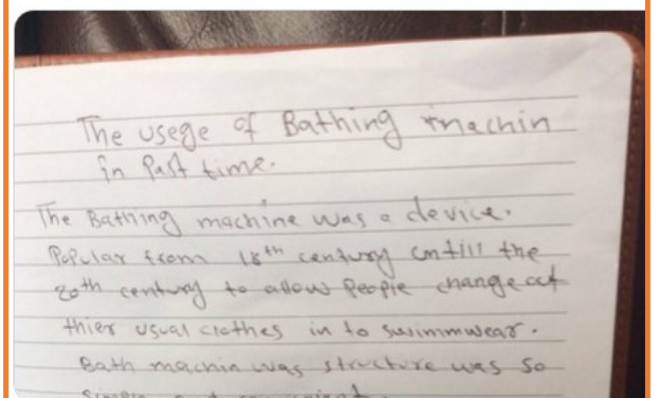 The usege of Bathing machin
in Past time.
The Bathing machine was a device.
Popular from 18th century untill the
20th century to allow People change out
thier usual clothes in to swimmwear.
Bath machin was structure was so
simple and